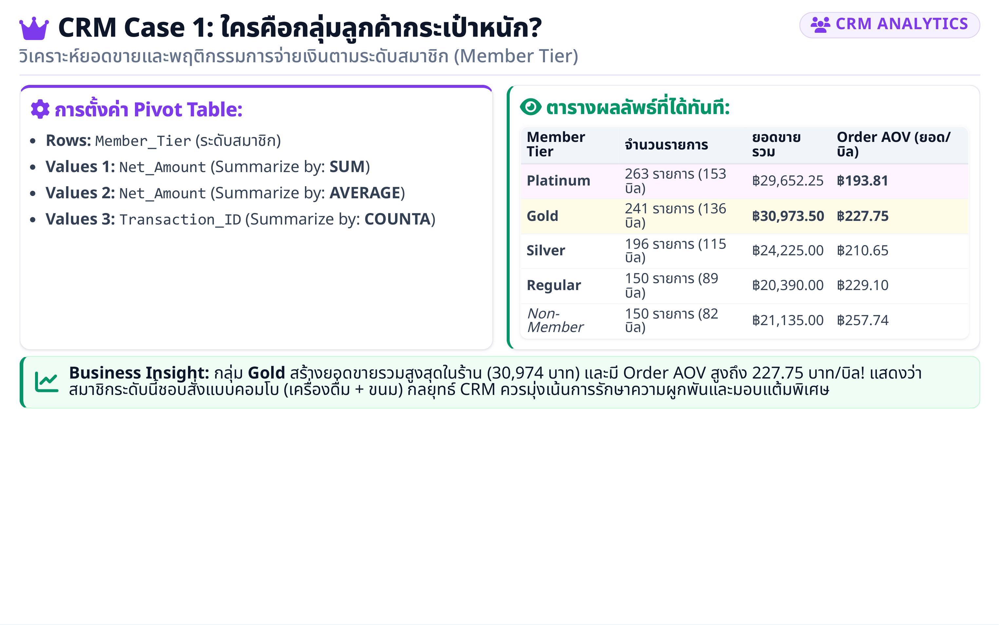 CRM Case 1: ใครคือกลุ่มลูกค้ากระเป๋าหนัก?
CRM ANALYTICS
วิเคราะห์ยอดขายและพฤติกรรมการจ่ายเงินตามระดับสมาชิก (Member Tier)
การตั้งค่า Pivot Table:
• Rows: Member_Tier (ระดับสมาชิก)
• Values 1: Net_Amount (Summarize by: SUM)
• Values 2: Net_Amount (Summarize by: AVERAGE)
• Values 3: Transaction_ID (Summarize by: COUNTA)
ตารางผลลัพธ์ที่ได้ทันที:
Member
Tier
จำนวนรายการ
ยอดขาย
รวม
Order AOV (ยอด/
บิล)
Platinum
263 รายการ (153
บิล)
฿29,652.25
฿193.81
Gold
241 รายการ (136
บิล)
฿30,973.50
฿227.75
Silver
196 รายการ (115
บิล)
฿24,225.00
฿210.65
Regular
150 รายการ (89
บิล)
฿20,390.00
฿229.10
Non-
Member
150 รายการ (82
บิล)
฿21,135.00
฿257.74
Business Insight: กลุ่ม Gold สร้างยอดขายรวมสูงสุดในร้าน (30,974 บาท) และมี Order AOV สูงถึง 227.75 บาท/บิล! แสดงว่า
สมาชิกระดับนี้ชอบสั่งแบบคอมโบ (เครื่องดื่ม + ขนม) กลยุทธ์ CRM ควรมุ่งเน้นการรักษาความผูกพันและมอบแต้มพิเศษ